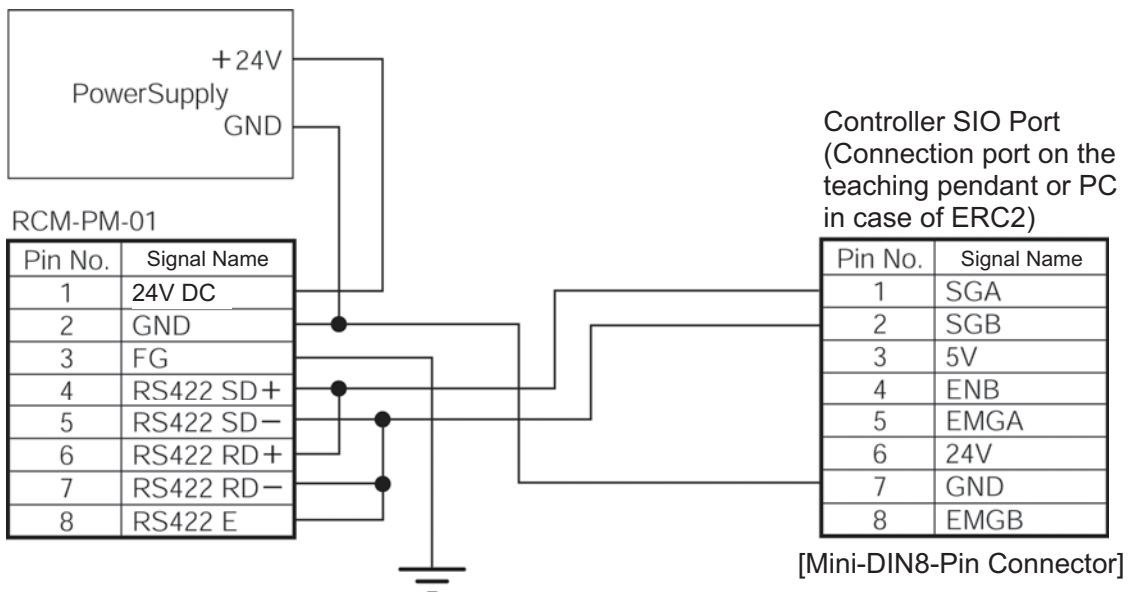 +24V
PowerSupply
GND
RCM-PM-01
Pin No. Signal Name
1 24V DC
2 GND
3 FG
4 RS422 SD+
5 RS422 SD−
6 RS422 RD+
7 RS422 RD−
8 RS422 E
Controller SIO Port
(Connection port on the
teaching pendant or PC
in case of ERC2)
Pin No. Signal Name
1 SGA
2 SGB
3 5V
4 ENB
5 EMGA
6 24V
7 GND
8 EMGB
[Mini-DIN8-Pin Connector]